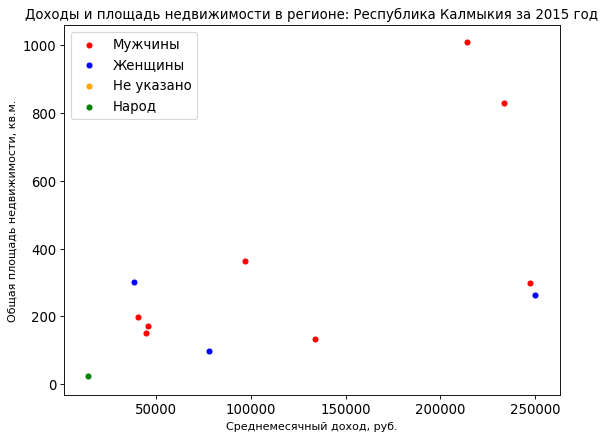 Доходы и площадь недвижимости в регионе: Республика Калмыкия за 2015 год
Мужчины
Женщины
Не указано
Народ
Общая площадь недвижимости, кв.м.
1000
800
600
400
200
0
50000 100000 150000 200000 250000
Среднемесячный доход, руб.